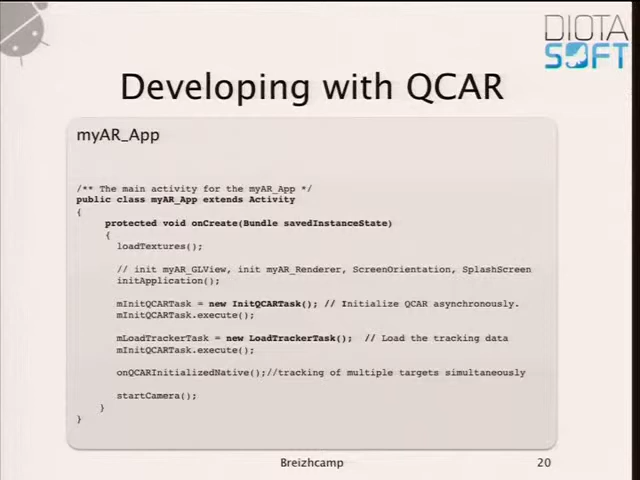 DIOTA
SOFT
Developing with QCAR
myAR_App
/** The main activity for the myAR_App */
public class myAR_App extends Activity
{
protected void onCreate(Bundle savedInstanceState)
{
loadTextures();
// init myAR_GLView, init myAR_Renderer, ScreenOrientation, SplashScreen
initApplication();
mInitQCARTask = new InitQCARTask(); // Initialize QCAR asynchronously.
mInitQCARTask.execute();
mLoadTrackerTask = new LoadTrackerTask(); // Load the tracking data
mInitQCARTask.execute();
onQCARInitializedNative();//tracking of multiple targets simultaneously
startCamera();
}
}
Breizhcamp
20